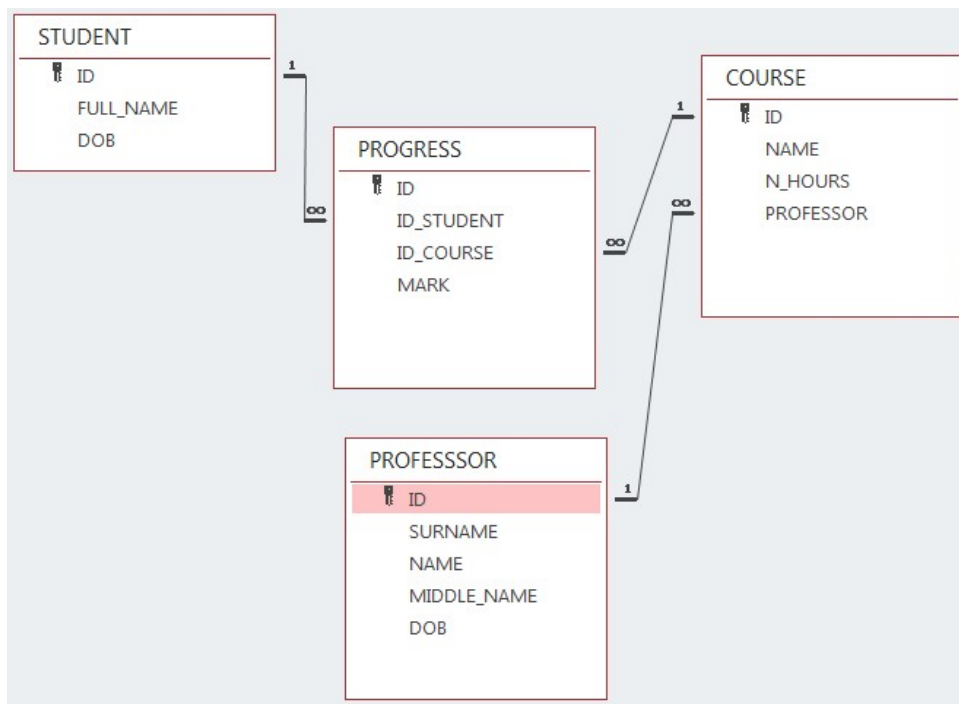 STUDENT
ID
FULL_NAME
DOB
1
∞
PROGRESS
ID
ID_STUDENT
ID_COURSE
MARK
∞
1
COURSE
ID
NAME
N_HOURS
PROFESSOR
∞
1
PROFESSSOR
ID
SURNAME
NAME
MIDDLE_NAME
DOB